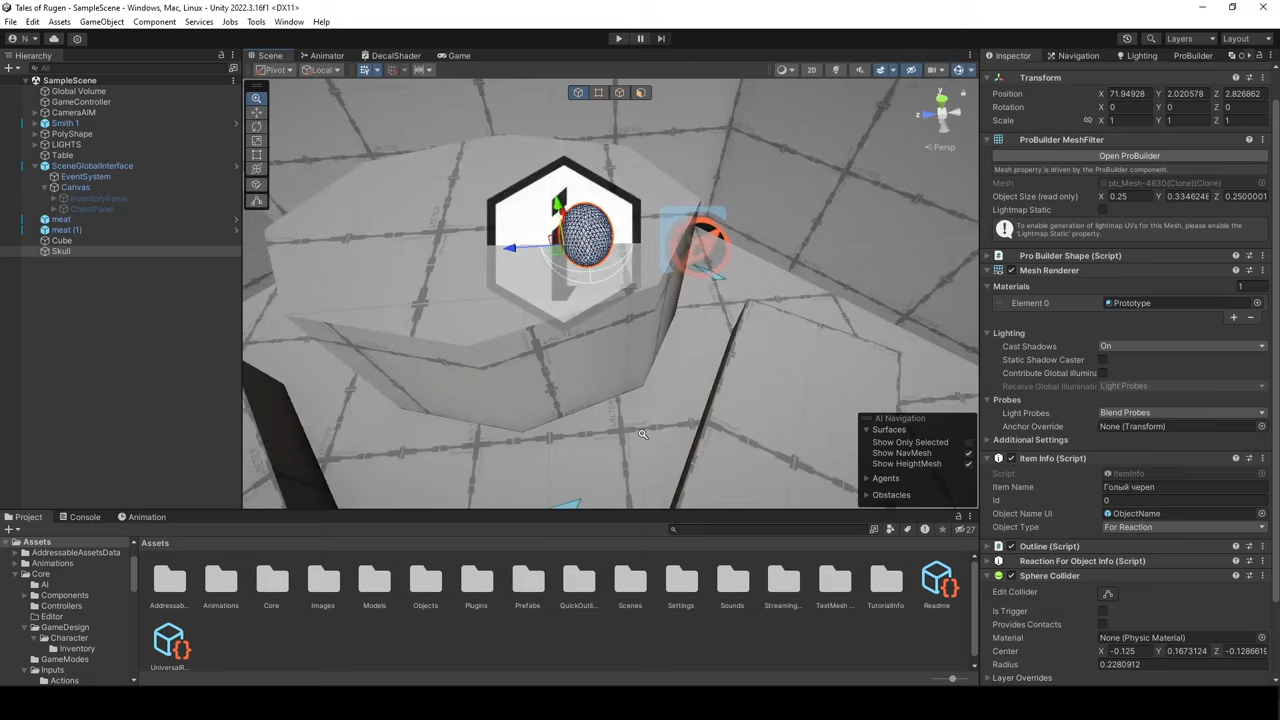 Tales of Rugen - SampleScene - Windows, Mac, Linux - Unity 2022.3.16f1 <DX11>
File Edit Assets GameObject Component Services Jobs Tools Window Help
N
Layers
Layout
Hierarchy
Scene
Animator
DecalShader
Game
Inspector
Navigation
Lighting
ProBuilder
All
Pivot
Local
2D
SampleScene
Global Volume
GameController
CameraAIM
Smith 1
PolyShape
LIGHTS
Table
SceneGlobalInterface
EventSystem
Canvas
InventoryPanel
ChestPanel
meat
meat (1)
Cube
Skull
y
z
Persp
AI Navigation
Surfaces
Show Only Selected
Show NavMesh
Show HeightMesh
Agents
Obstacles
Transform
Position X 71.94928 Y 2.020578 Z 2.826862
Rotation X 0 Y 0 Z 0
Scale X 1 Y 1 Z 1
ProBuilder MeshFilter
Open ProBuilder
Mesh property is driven by the ProBuilder component.
Mesh pb_Mesh-4630(Clone)(Clone)
Object Size (read only) X 0.25 Y 0.3346248 Z 0.2500001
Lightmap Static
To enable generation of lightmap UVs for this Mesh, please enable the
'Lightmap Static' property.
Pro Builder Shape (Script)
Mesh Renderer
Materials 1
Element 0 Prototype
Lighting
Cast Shadows On
Static Shadow Caster
Contribute Global Illumina
Receive Global Illuminatic Light Probes
Probes
Light Probes Blend Probes
Anchor Override None (Transform)
Additional Settings
Item Info (Script)
Script ItemInfo
Item Name Голый череп
Id 0
Object Name UI ObjectName
Object Type For Reaction
Outline (Script)
Reaction For Object Info (Script)
Sphere Collider
Edit Collider
Is Trigger
Provides Contacts
Material None (Physic Material)
Center X -0.125 Y 0.1673124 Z -0.1286619
Radius 0.2280912
Layer Overrides
Project
Console
Animation
27
Assets
AddressableAssetsData
Animations
Core
AI
Components
Controllers
Editor
GameDesign
Character
Inventory
GameModes
Inputs
Actions
Assets
Addressab... Animations Core Images Models Objects Plugins Prefabs QuickOutli... Scenes Settings Sounds Streaming... TextMesh ... TutorialInfo Readme
UniversalR...